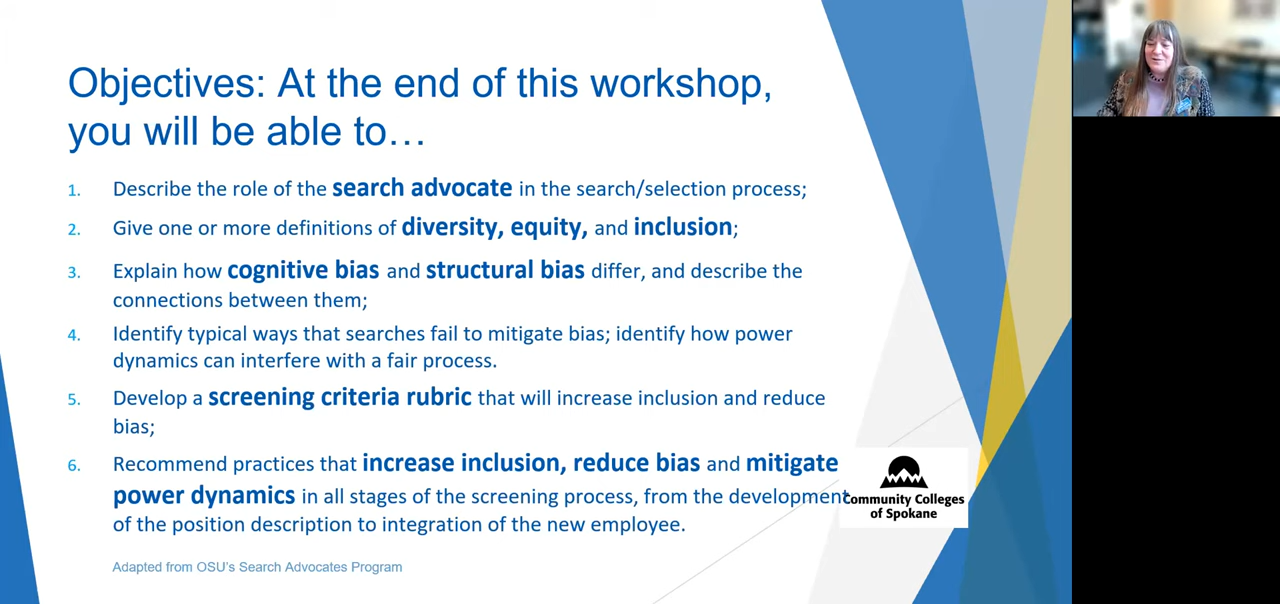 Objectives: At the end of this workshop,
you will be able to…
1. Describe the role of the search advocate in the search/selection process;
2. Give one or more definitions of diversity, equity, and inclusion;
3. Explain how cognitive bias and structural bias differ, and describe the
connections between them;
4. Identify typical ways that searches fail to mitigate bias; identify how power
dynamics can interfere with a fair process.
5. Develop a screening criteria rubric that will increase inclusion and reduce
bias;
6. Recommend practices that increase inclusion, reduce bias and mitigate
power dynamics in all stages of the screening process, from the development
of the position description to integration of the new employee.
Community Colleges
of Spokane
Adapted from OSU's Search Advocates Program